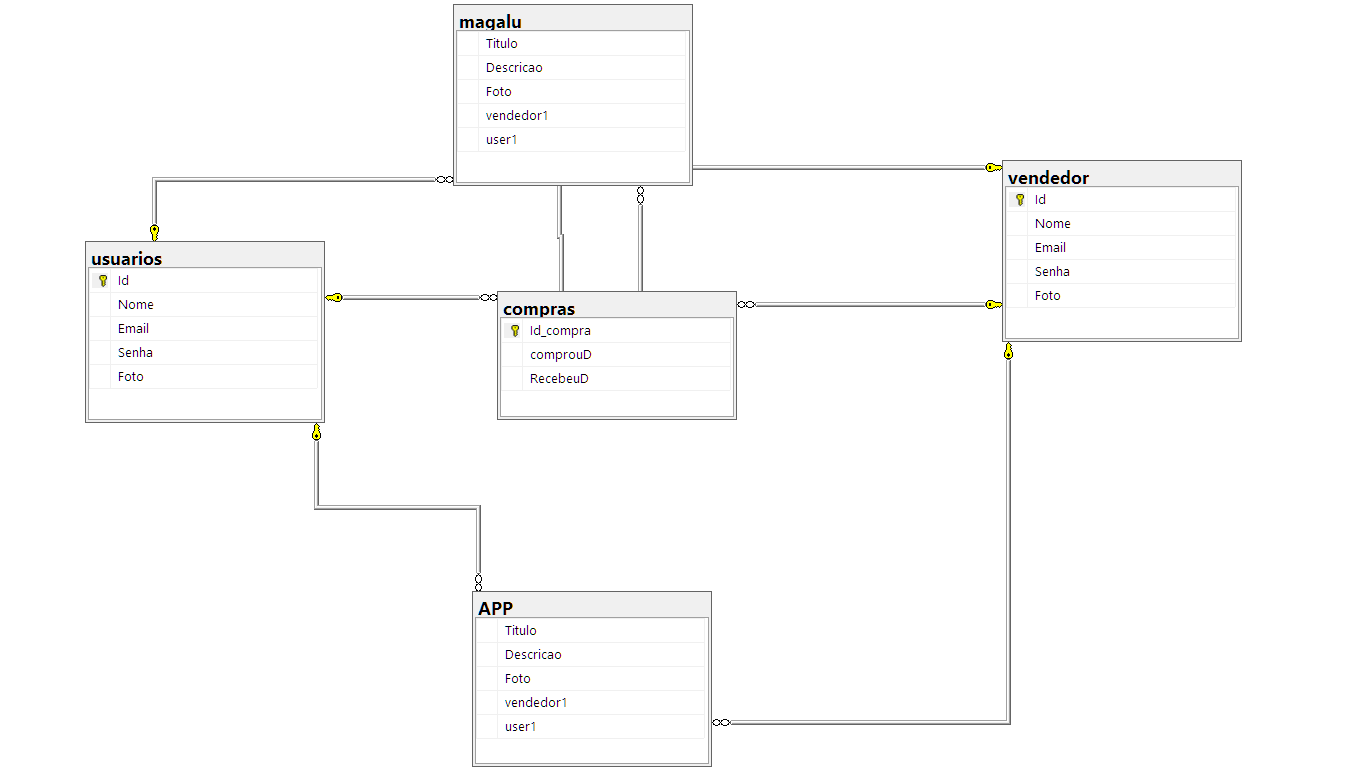 magalu
Titulo
Descricao
Foto
vendedor1
user1
vendedor
Id
Nome
Email
Senha
Foto
usuarios
Id
Nome
Email
Senha
Foto
compras
Id_compra
comprouD
RecebeuD
APP
Titulo
Descricao
Foto
vendedor1
user1